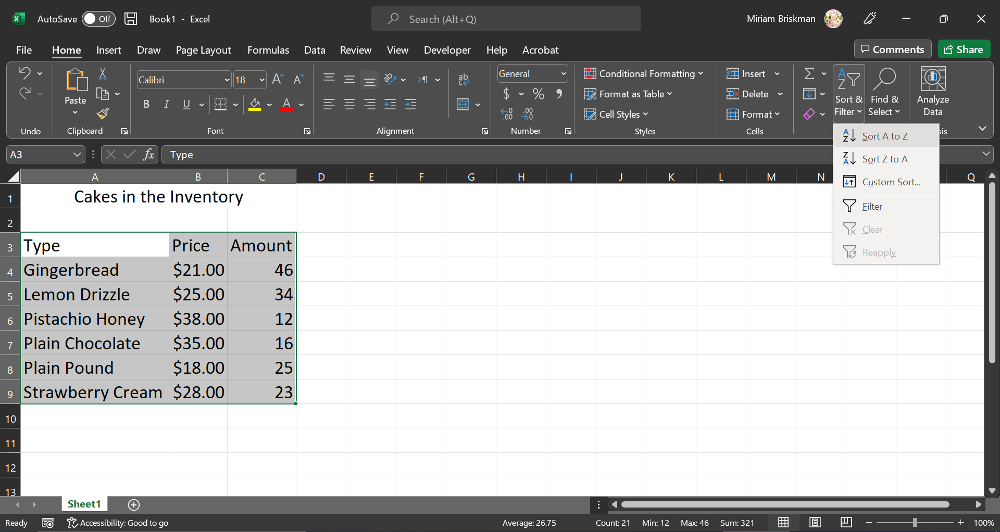 AutoSave Off Book1 - Excel
Search (Alt+Q)
Miriam Briskman
File Home Insert Draw Page Layout Formulas Data Review View Developer Help Acrobat
Comments Share
Undo
Paste
Clipboard
Calibri 18
B I U A
Font
ab
Alignment
General
$ % 9
Number
Conditional Formatting
Format as Table
Cell Styles
Styles
Insert
Delete
Format
Cells
Sort &
Filter
Find &
Select
Analyze
Data
sis
Sort A to Z
Sort Z to A
Custom Sort...
Filter
Clear
Reapply
A3 fx Type
A B C D E F G H I J K L M N Q
1 Cakes in the Inventory
2
3 Type Price Amount
4 Gingerbread $21.00 46
5 Lemon Drizzle $25.00 34
6 Pistachio Honey $38.00 12
7 Plain Chocolate $35.00 16
8 Plain Pound $18.00 25
9 Strawberry Cream $28.00 23
10
11
12
13
Sheet1
Ready Accessibility: Good to go Average: 26.75 Count: 21 Min: 12 Max: 46 Sum: 321 100%